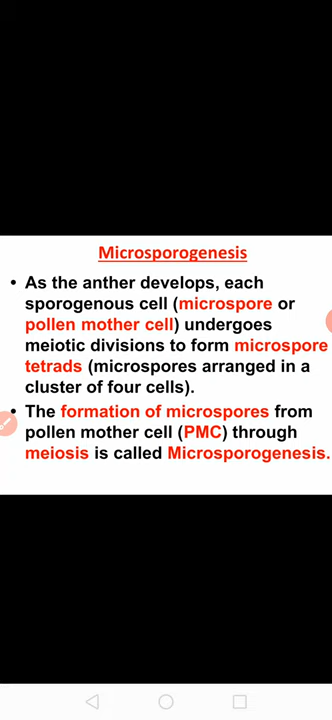 Microsporogenesis
• As the anther develops, each
sporogenous cell (microspore or
pollen mother cell) undergoes
meiotic divisions to form microspore
tetrads (microspores arranged in a
cluster of four cells).
• The formation of microspores from
pollen mother cell (PMC) through
meiosis is called Microsporogenesis.